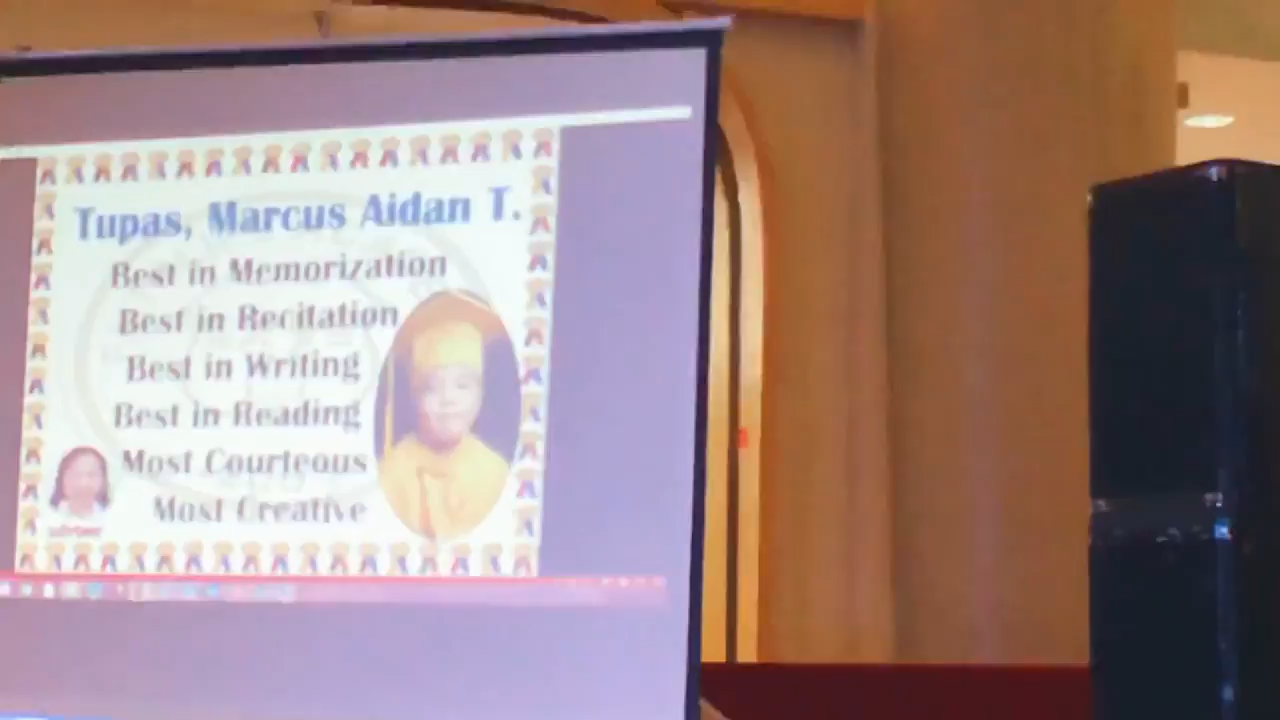 Tupas, Marcus Aidan T.
Best in Memorization
Best in Recitation
Best in Writing
Best in Reading
Most Courteous
Most Creative